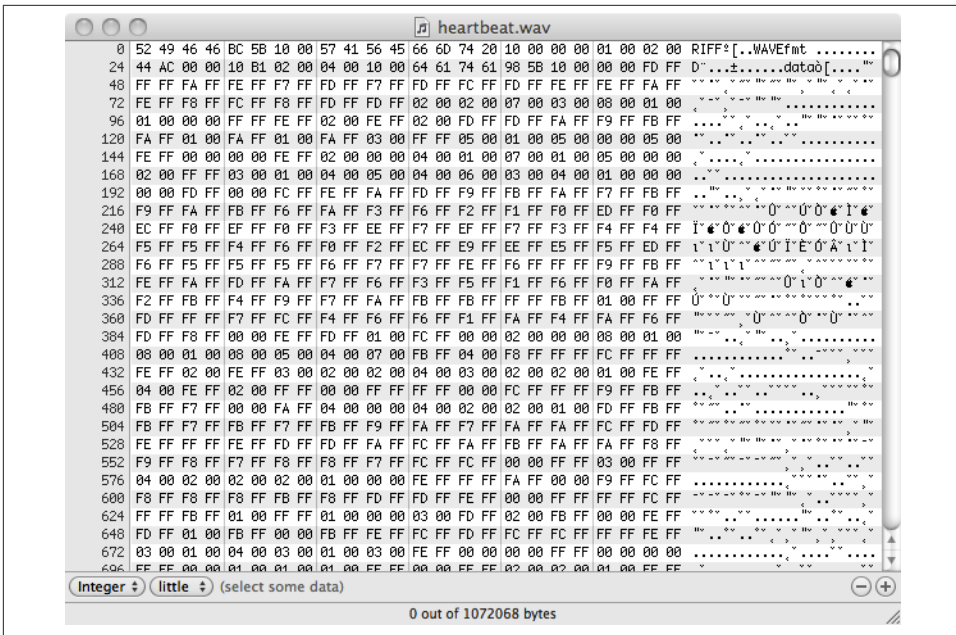 heartbeat.wav
0 52 49 46 46 BC 5B 10 00 57 41 56 45 66 6D 74 20 10 00 00 00 01 00 02 00 RIFFº[..WAVEfmt ........
24 44 AC 00 00 10 B1 02 00 04 00 10 00 64 61 74 61 98 5B 10 00 00 00 FD FF D¨...±......dataò[....˝ˇ
48 FF FF FA FF FE FF F7 FF FD FF F7 FF FD FF FC FF FD FF FE FF FE FF FA FF
72 FE FF F8 FF FC FF F8 FF FD FF FD FF 02 00 02 00 07 00 03 00 08 00 01 00
96 01 00 00 00 FF FF FE FF 02 00 FE FF 02 00 FD FF FD FF FA FF F9 FF FB FF
120 FA FF 01 00 FA FF 01 00 FA FF 03 00 FF FF 05 00 01 00 05 00 00 00 05 00
144 FE FF 00 00 00 00 FE FF 02 00 00 00 04 00 01 00 07 00 01 00 05 00 00 00
168 02 00 FF FF 03 00 01 00 04 00 05 00 04 00 06 00 03 00 04 00 01 00 00 00
192 00 00 FD FF 00 00 FC FF FE FF FA FF FD FF F9 FF FB FF FA FF F7 FF FB FF
216 F9 FF FA FF FB FF F6 FF FA FF F3 FF F6 FF F2 FF F1 FF F0 FF ED FF F0 FF
240 EC FF F0 FF EF FF F0 FF F3 FF EE FF F7 FF EF FF F7 FF F3 FF F4 FF F4 FF
264 F5 FF F5 FF F4 FF F6 FF F0 FF F2 FF EC FF E9 FF EE FF E5 FF F5 FF ED FF
288 F6 FF F5 FF F5 FF F5 FF F6 FF F7 FF F7 FF FE FF F6 FF FF FF F9 FF FB FF
312 FE FF FA FF FD FF FA FF F7 FF F6 FF F3 FF F5 FF F1 FF F6 FF F0 FF FA FF
336 F2 FF FB FF F4 FF F9 FF F7 FF FA FF FB FF FB FF FF FF FB FF 01 00 FF FF
360 FD FF FF FF F7 FF FC FF F4 FF F6 FF F6 FF F1 FF FA FF F4 FF FA FF F6 FF
384 FD FF F8 FF 00 00 FE FF FD FF 01 00 FC FF 00 00 02 00 00 00 08 00 01 00
408 08 00 01 00 08 00 05 00 04 00 07 00 FB FF 04 00 F8 FF FF FF FC FF FF FF
432 FE FF 02 00 FE FF 03 00 02 00 02 00 04 00 03 00 02 00 02 00 01 00 FE FF
456 04 00 FE FF 02 00 FF FF 00 00 FF FF FF FF 00 00 FC FF FF FF F9 FF FB FF
480 FB FF F7 FF 00 00 FA FF 04 00 00 00 04 00 02 00 02 00 01 00 FD FF FB FF
504 FB FF F7 FF FB FF F7 FF FB FF F9 FF FA FF F7 FF FA FF FA FF FC FF FD FF
528 FE FF FF FF FE FF FD FF FD FF FA FF FC FF FA FF FB FF FA FF FA FF F8 FF
552 F9 FF F8 FF F7 FF F8 FF F8 FF F7 FF FC FF FC FF 00 00 FF FF 03 00 FF FF
576 04 00 02 00 02 00 02 00 01 00 00 00 FE FF FF FF FA FF 00 00 F9 FF FC FF
600 F8 FF F8 FF F8 FF FB FF F8 FF FD FF FD FF FE FF 00 00 FF FF FF FF FC FF
624 FF FF FB FF 01 00 FF FF 01 00 00 00 03 00 FD FF 02 00 FB FF 00 00 FE FF
648 FD FF 01 00 FB FF 00 00 FB FF FE FF FC FF FD FF FC FF FC FF FF FF FE FF
672 03 00 01 00 04 00 03 00 01 00 03 00 FE FF 00 00 00 00 FF FF 00 00 00 00
Integer little (select some data)
0 out of 1072068 bytes